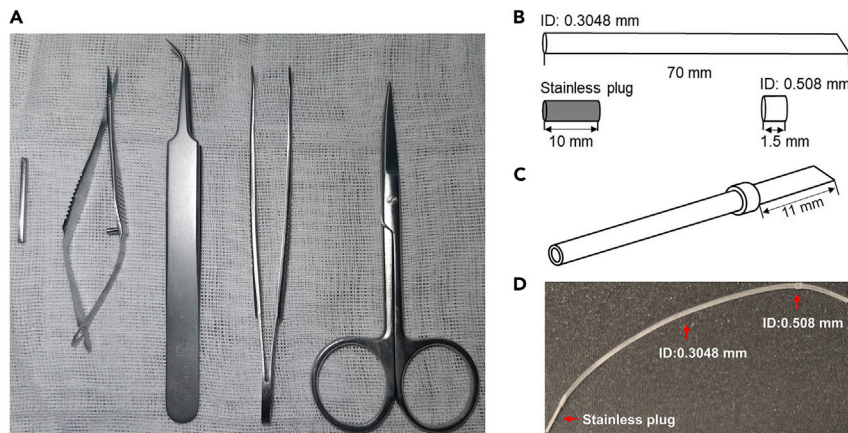 A
B
ID: 0.3048 mm
70 mm
Stainless plug
ID: 0.508 mm
10 mm
1.5 mm
C
11 mm
D
ID:0.508 mm
ID:0.3048 mm
Stainless plug